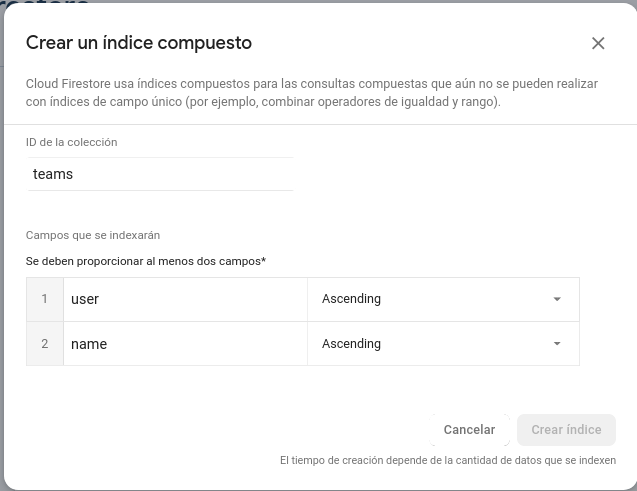 Crear un índice compuesto
Cloud Firestore usa índices compuestos para las consultas compuestas que aún no se pueden realizar
con índices de campo único (por ejemplo, combinar operadores de igualdad y rango).
ID de la colección
teams
Campos que se indexarán
Se deben proporcionar al menos dos campos*
1 user Ascending
2 name Ascending
Cancelar Crear índice
El tiempo de creación depende de la cantidad de datos que se indexen